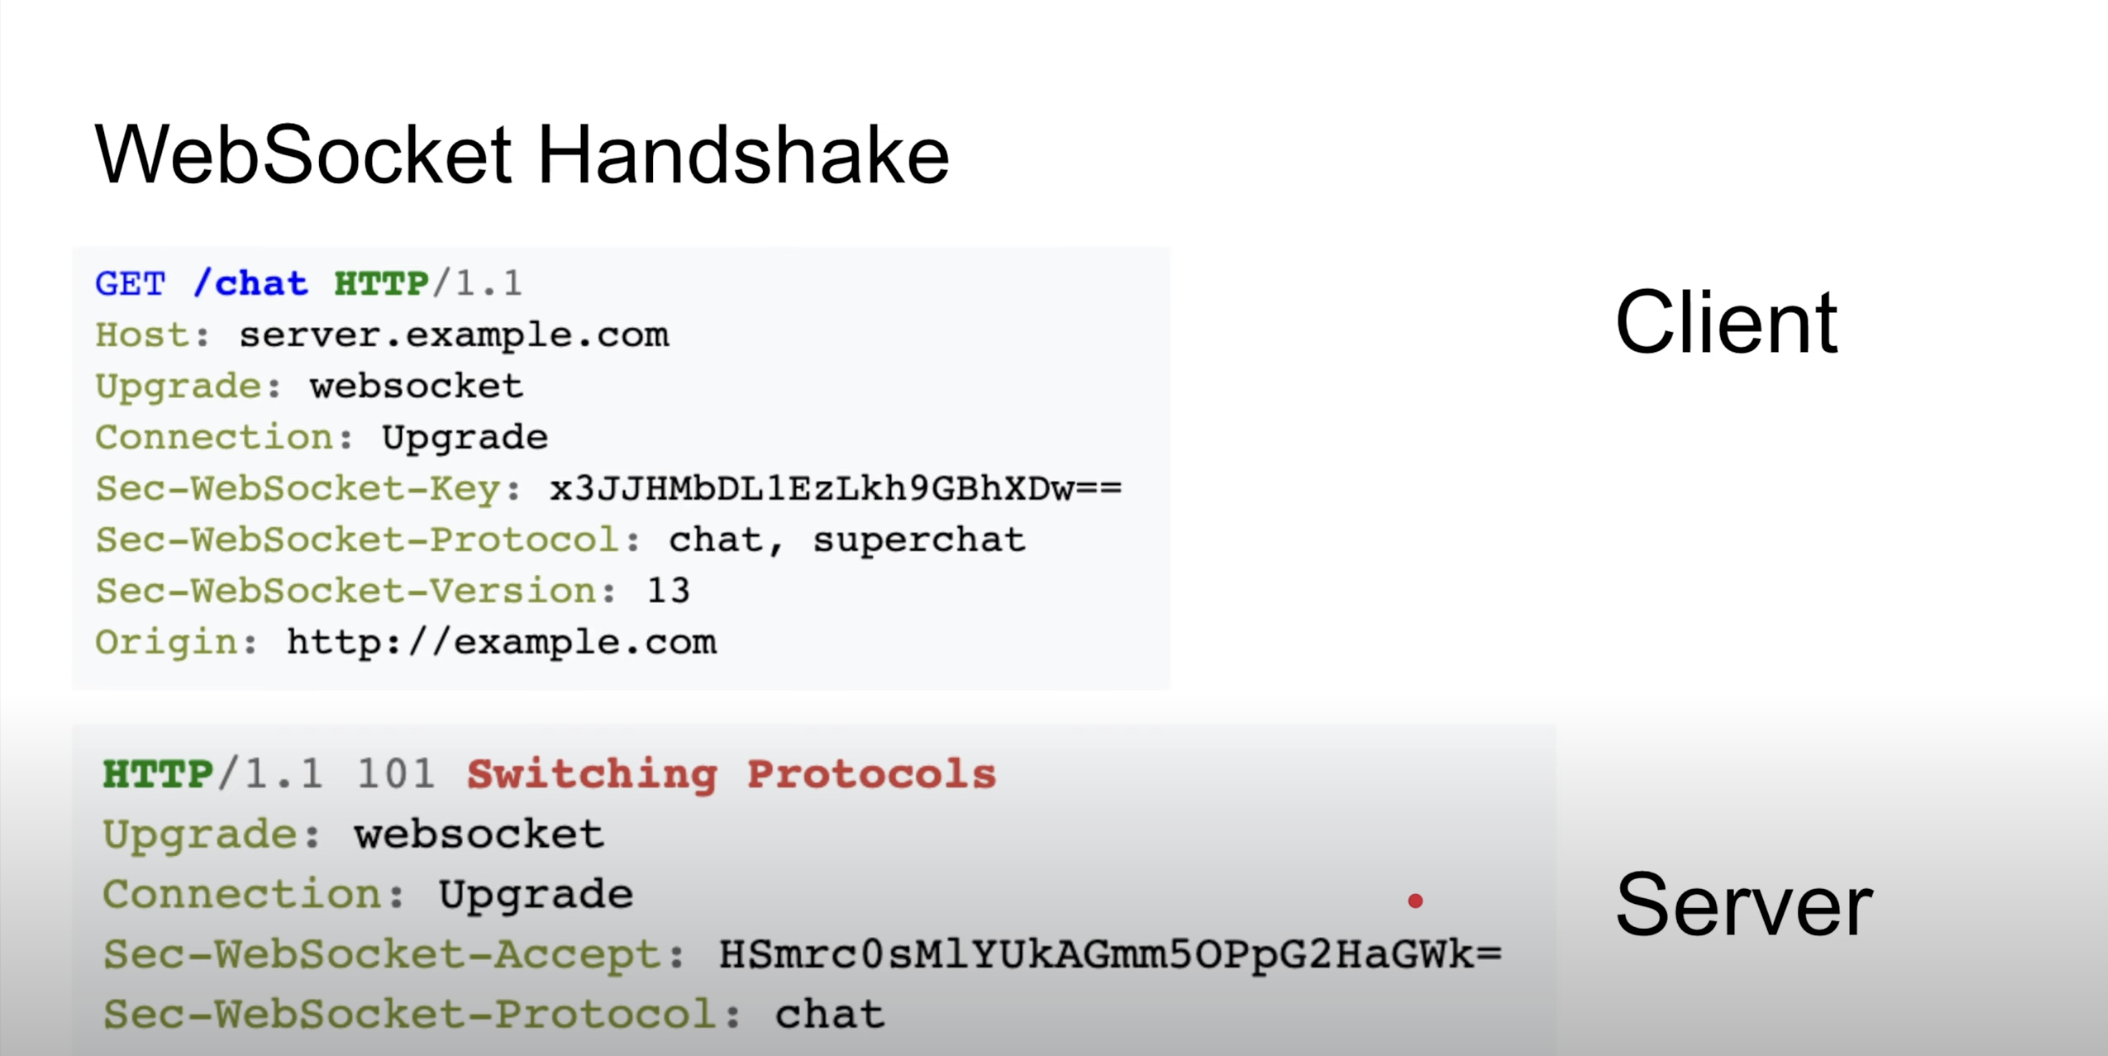 WebSocket Handshake
GET /chat HTTP/1.1
Host: server.example.com
Upgrade: websocket
Connection: Upgrade
Sec-WebSocket-Key: x3JJHMbDL1EzLkh9GBhXDw==
Sec-WebSocket-Protocol: chat, superchat
Sec-WebSocket-Version: 13
Origin: http://example.com
Client
HTTP/1.1 101 Switching Protocols
Upgrade: websocket
Connection: Upgrade
Sec-WebSocket-Accept: HSmrc0sMlYUkAGmm5OPpG2HaGWk=
Sec-WebSocket-Protocol: chat
Server